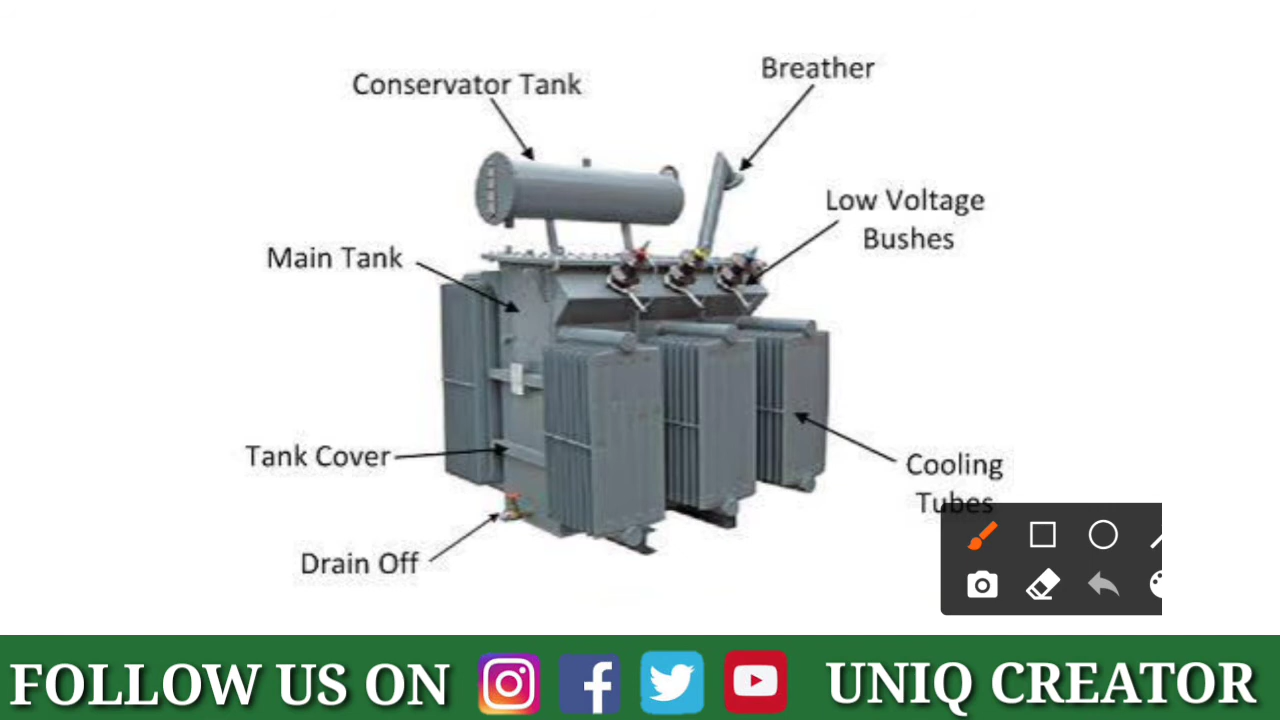 Breather
Conservator Tank
Low Voltage
Bushes
Main Tank
Tank Cover
Cooling
Tubes
Drain Off
FOLLOW US ON
UNIQ CREATOR